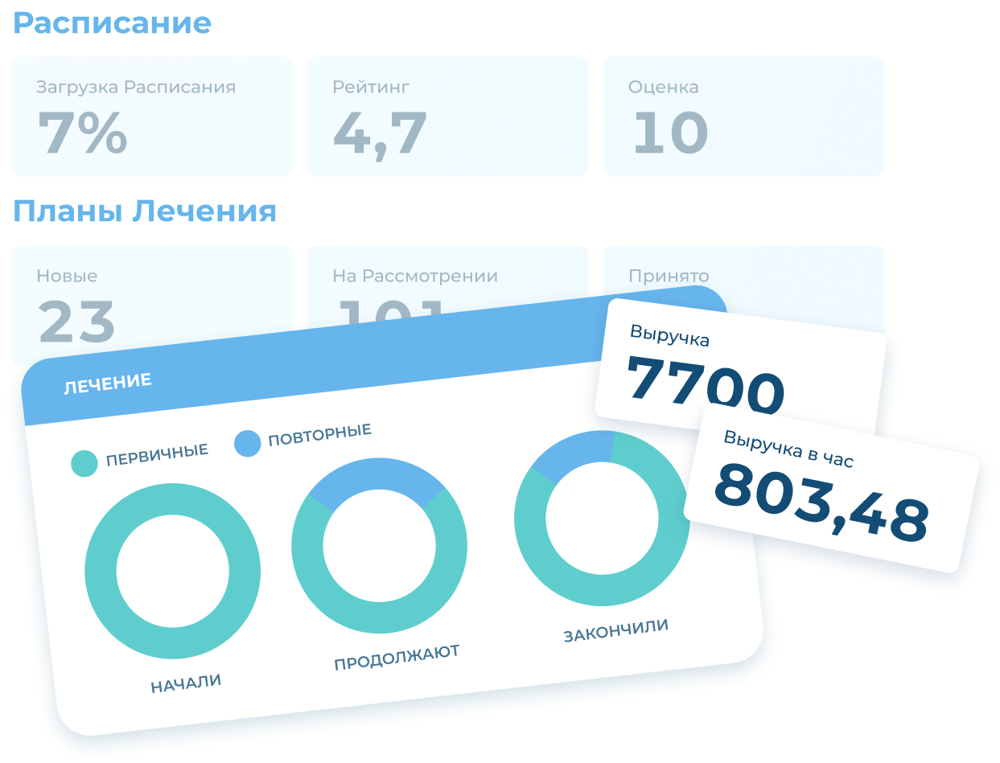 Расписание
Загрузка Расписания
7%
Рейтинг
4,7
Оценка
10
Планы Лечения
Новые
23
На Рассмотрении
101
Принято
ЛЕЧЕНИЕ
ПЕРВИЧНЫЕ
ПОВТОРНЫЕ
НАЧАЛИ
ПРОДОЛЖАЮТ
ЗАКОНЧИЛИ
Выручка
7700
Выручка в час
803,48